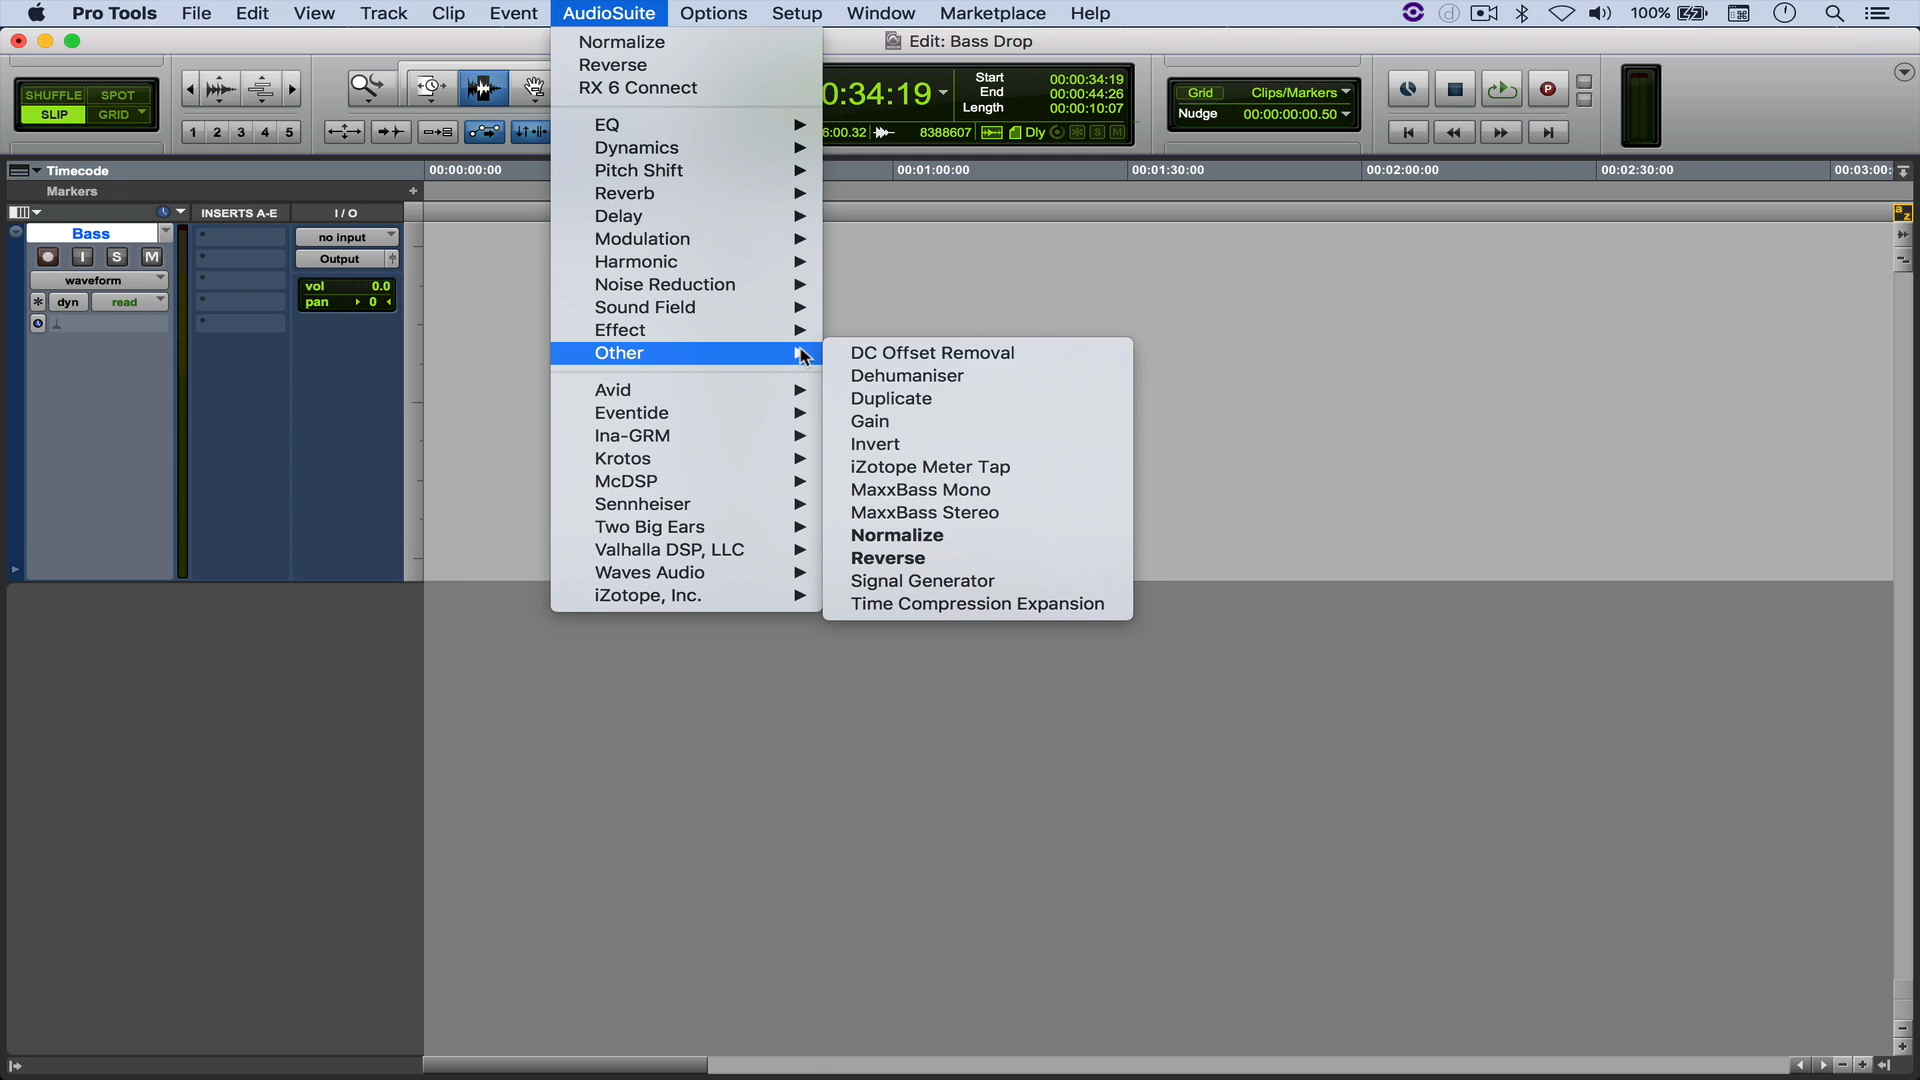 Pro Tools File Edit View Track Clip Event AudioSuite Options Setup Window Marketplace Help 100%
Edit: Bass Drop
SHUFFLE SPOT
SLIP GRID
1 2 3 4 5
0:34:19
Start 00:00:34:19
End 00:00:44:26
Length 00:00:10:07
6:00.32 8388607 Dly S M
Grid Clips/Markers
Nudge 00:00:00:00.50
P
Timecode 00:00:00:00 00:01:00:00 00:01:30:00 00:02:00:00 00:02:30:00 00:03:00:
Markers +
INSERTS A-E I / O
a z
Bass
I S M
waveform
* dyn read
no input
Output
vol 0.0
pan 0
Normalize
Reverse
RX 6 Connect
EQ
Dynamics
Pitch Shift
Reverb
Delay
Modulation
Harmonic
Noise Reduction
Sound Field
Effect
Other
Avid
Eventide
Ina-GRM
Krotos
McDSP
Sennheiser
Two Big Ears
Valhalla DSP, LLC
Waves Audio
iZotope, Inc.
DC Offset Removal
Dehumaniser
Duplicate
Gain
Invert
iZotope Meter Tap
MaxxBass Mono
MaxxBass Stereo
Normalize
Reverse
Signal Generator
Time Compression Expansion